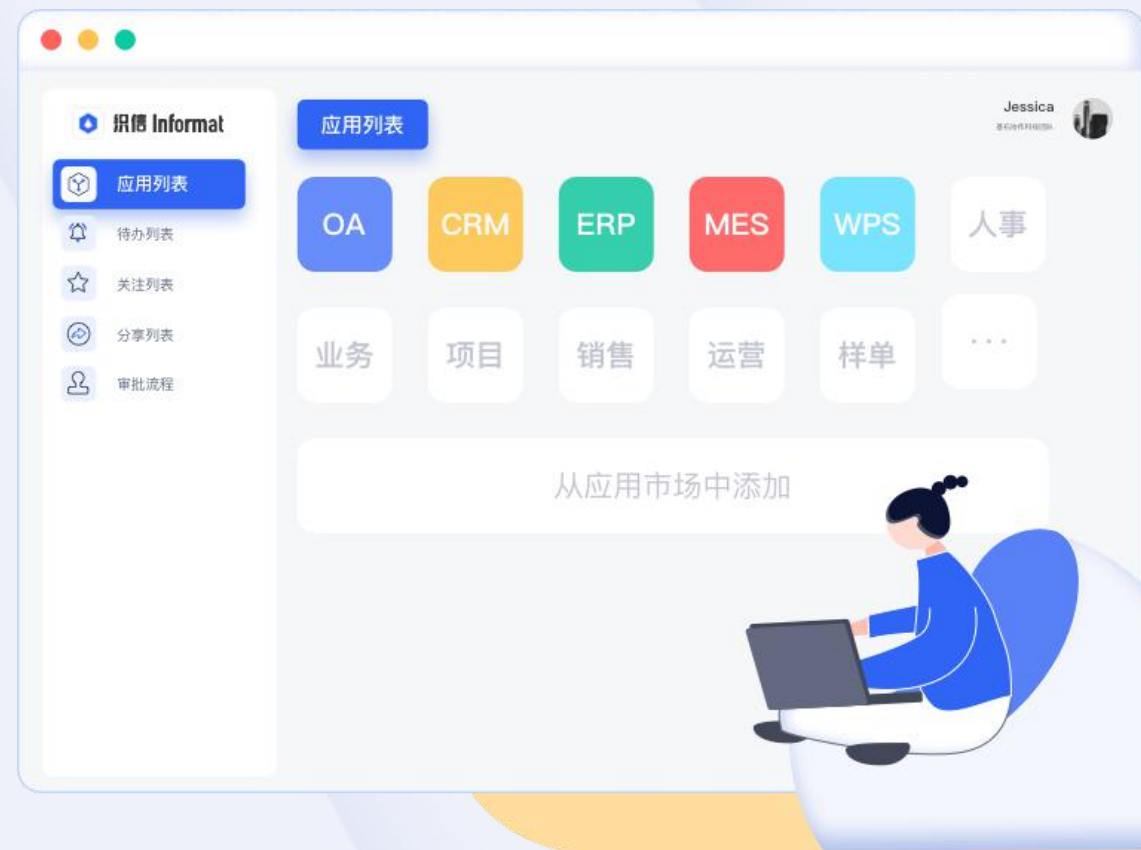 织信 Informat
应用列表
待办列表
关注列表
分享列表
审批流程
应用列表
Jessica
OA
CRM
ERP
MES
WPS
人事
业务
项目
销售
运营
样单
...
从应用市场中添加